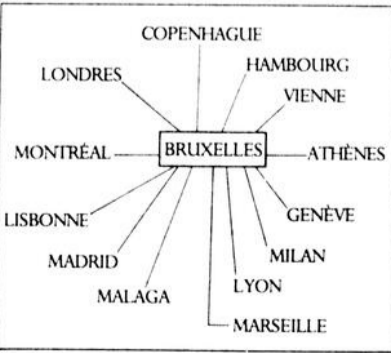 COPENHAGUE
LONDRES
HAMBOURG
VIENNE
MONTRÉAL
BRUXELLES
ATHÈNES
LISBONNE
GENÈVE
MADRID
MILAN
MALAGA
LYON
MARSEILLE